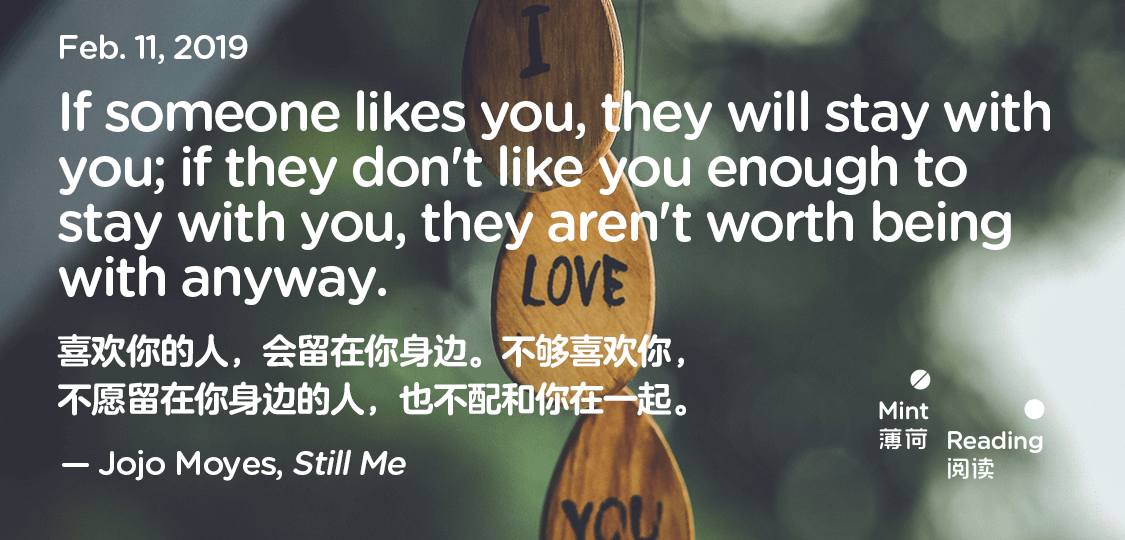 Feb. 11, 2019
I
If someone likes you, they will stay with
you; if they don't like you enough to
stay with you, they aren't worth being
with anyway.
LOVE
喜欢你的人，会留在你身边。不够喜欢你，
不愿留在你身边的人，也不配和你在一起。
— Jojo Moyes, Still Me
YOU
Mint
薄荷
Reading
阅读